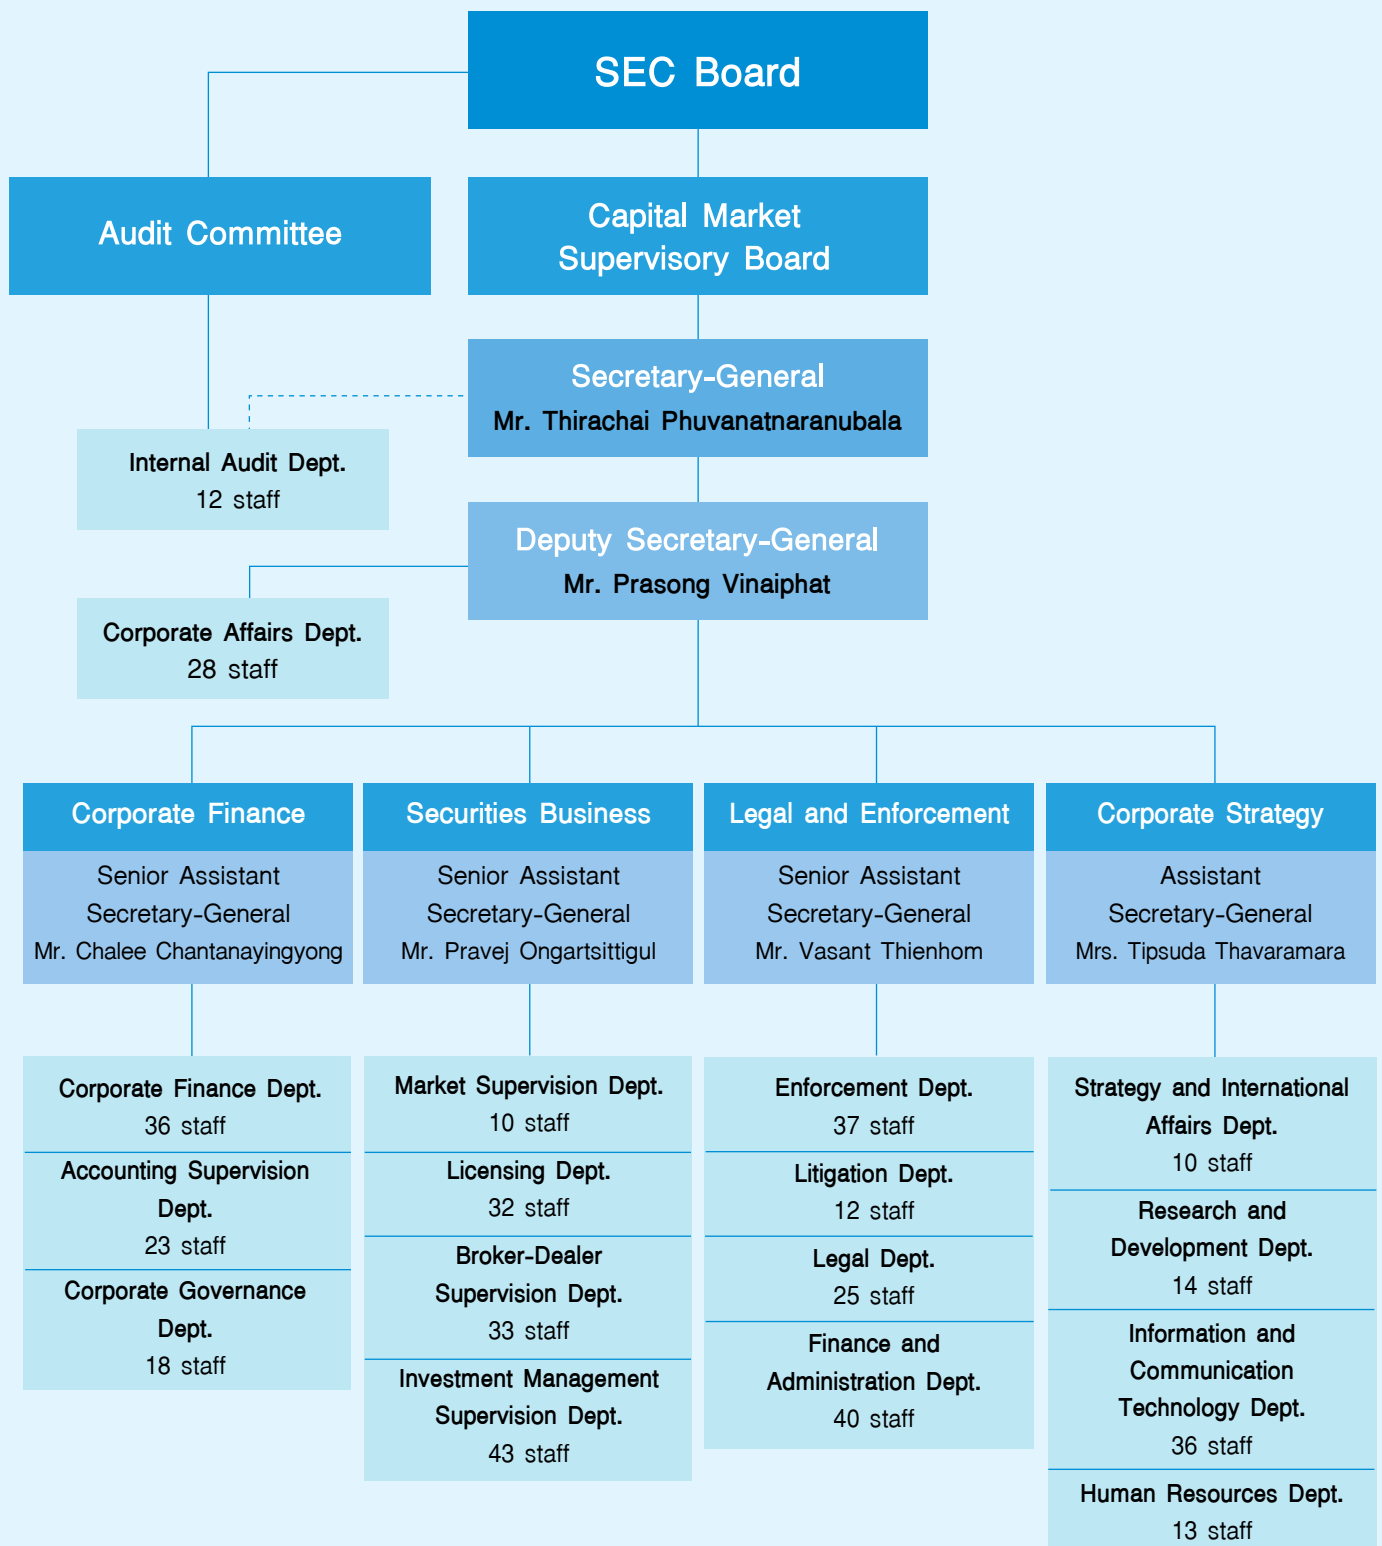 SEC Board
Audit Committee
Capital Market
Supervisory Board
Secretary-General
Mr. Thirachai Phuvanatnaranubala
Internal Audit Dept.
12 staff
Deputy Secretary-General
Mr. Prasong Vinaiphat
Corporate Affairs Dept.
28 staff
Corporate Finance
Senior Assistant
Secretary-General
Mr. Chalee Chantanayingyong
Corporate Finance Dept.
36 staff
Accounting Supervision
Dept.
23 staff
Corporate Governance
Dept.
18 staff
Securities Business
Senior Assistant
Secretary-General
Mr. Pravej Ongartsittigul
Market Supervision Dept.
10 staff
Licensing Dept.
32 staff
Broker-Dealer
Supervision Dept.
33 staff
Investment Management
Supervision Dept.
43 staff
Legal and Enforcement
Senior Assistant
Secretary-General
Mr. Vasant Thienhom
Enforcement Dept.
37 staff
Litigation Dept.
12 staff
Legal Dept.
25 staff
Finance and
Administration Dept.
40 staff
Corporate Strategy
Assistant
Secretary-General
Mrs. Tipsuda Thavaramara
Strategy and International
Affairs Dept.
10 staff
Research and
Development Dept.
14 staff
Information and
Communication
Technology Dept.
36 staff
Human Resources Dept.
13 staff